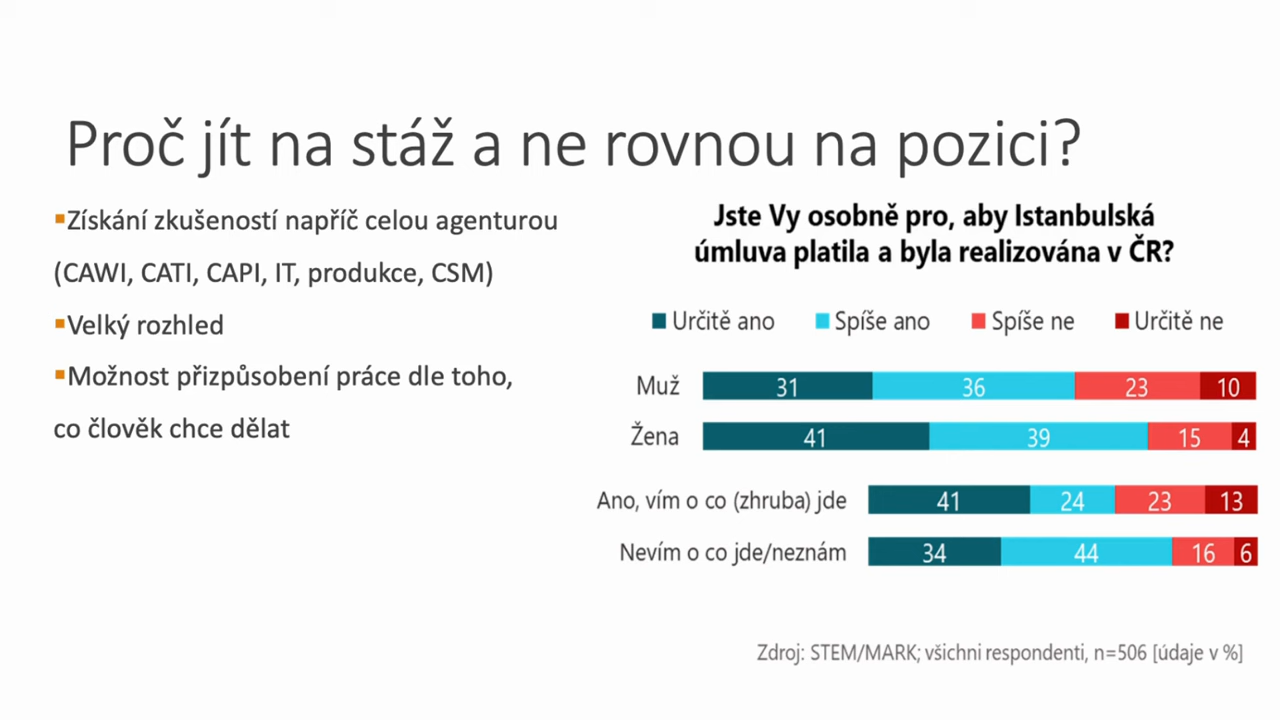 Proč jít na stáž a ne rovnou na pozici?
▪Získání zkušeností napříč celou agenturou
(CAWI, CATI, CAPI, IT, produkce, CSM)
▪Velký rozhled
▪Možnost přizpůsobení práce dle toho,
co člověk chce dělat
Jste Vy osobně pro, aby Istanbulská
úmluva platila a byla realizována v ČR?
Určitě ano Spíše ano Spíše ne Určitě ne
Muž 31 36 23 10
Žena 41 39 15 4
Ano, vím o co (zhruba) jde 41 24 23 13
Nevím o co jde/neznám 34 44 16 6
Zdroj: STEM/MARK; všichni respondenti, n=506 [údaje v %]